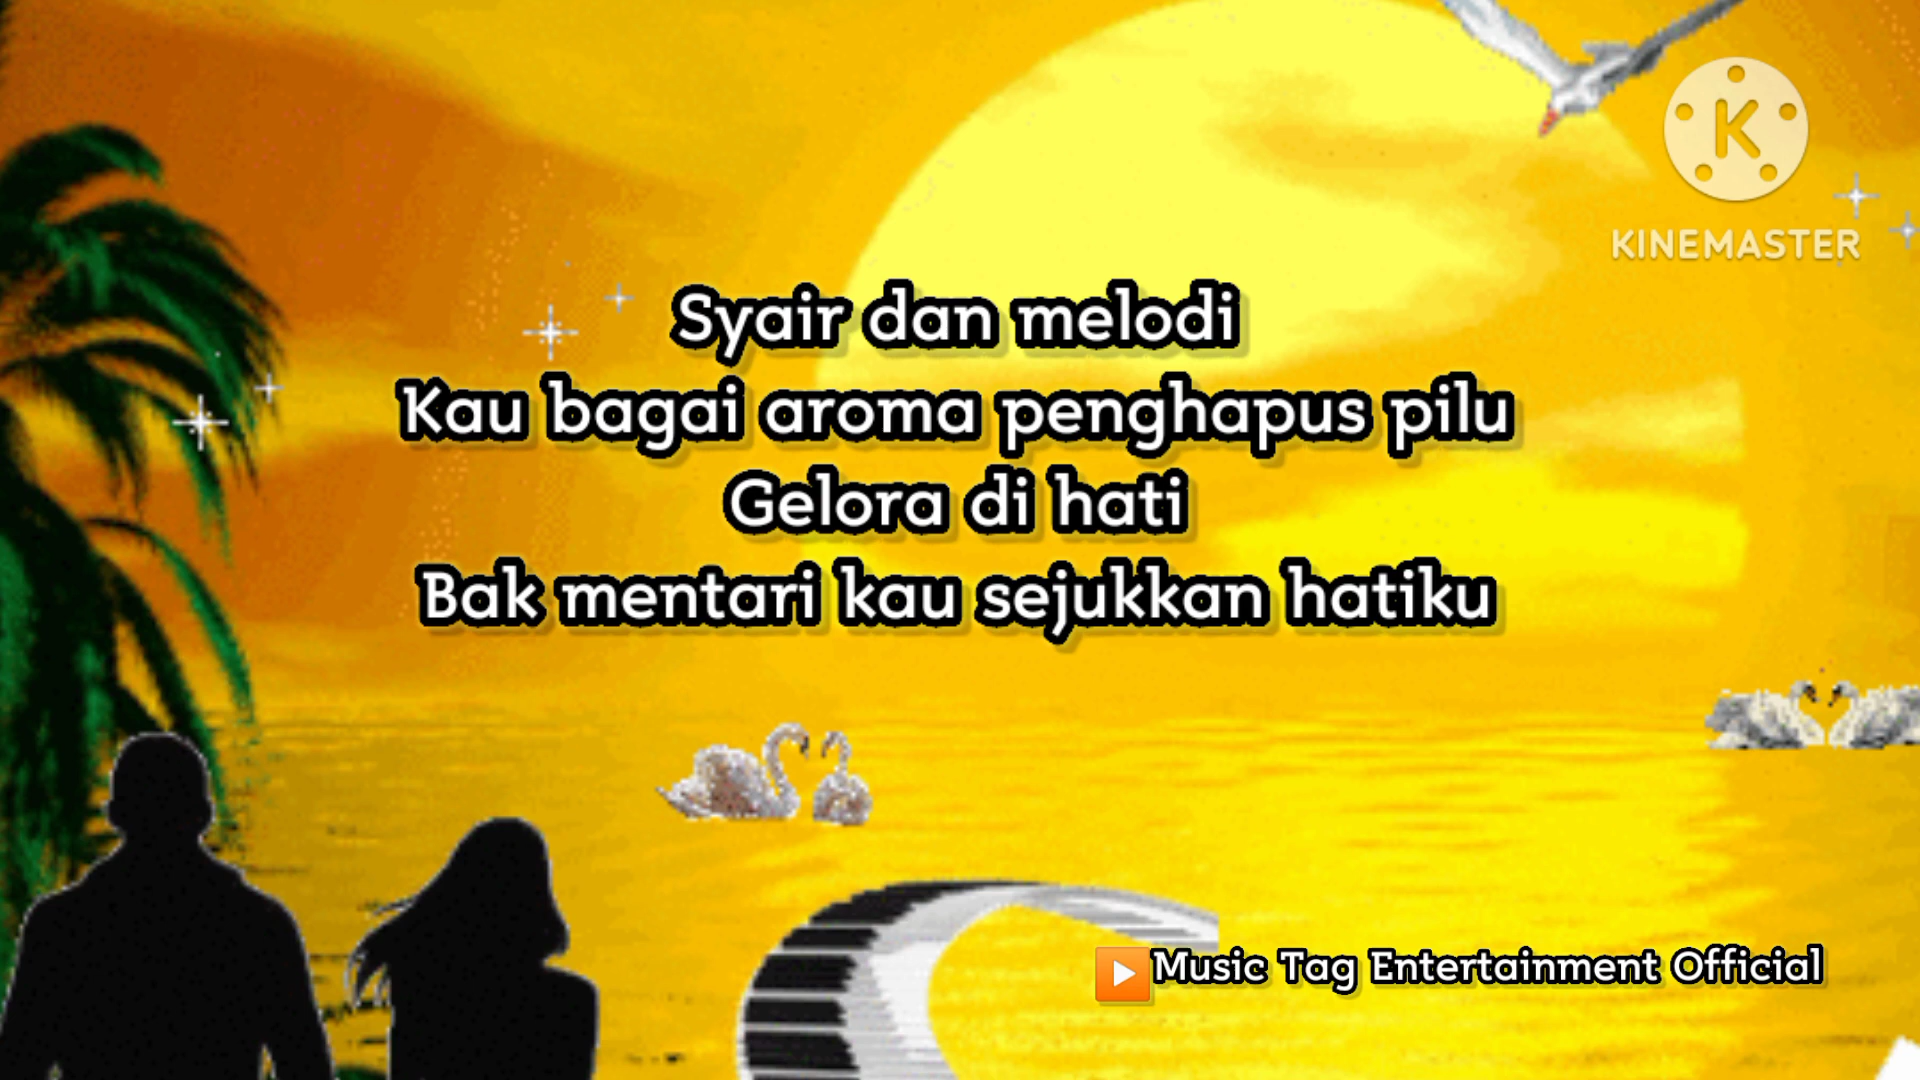 KINEMASTER
Syair dan melodi
Kau bagai aroma penghapus pilu
Gelora di hati
Bak mentari kau sejukkan hatiku
Music Tag Entertainment Official